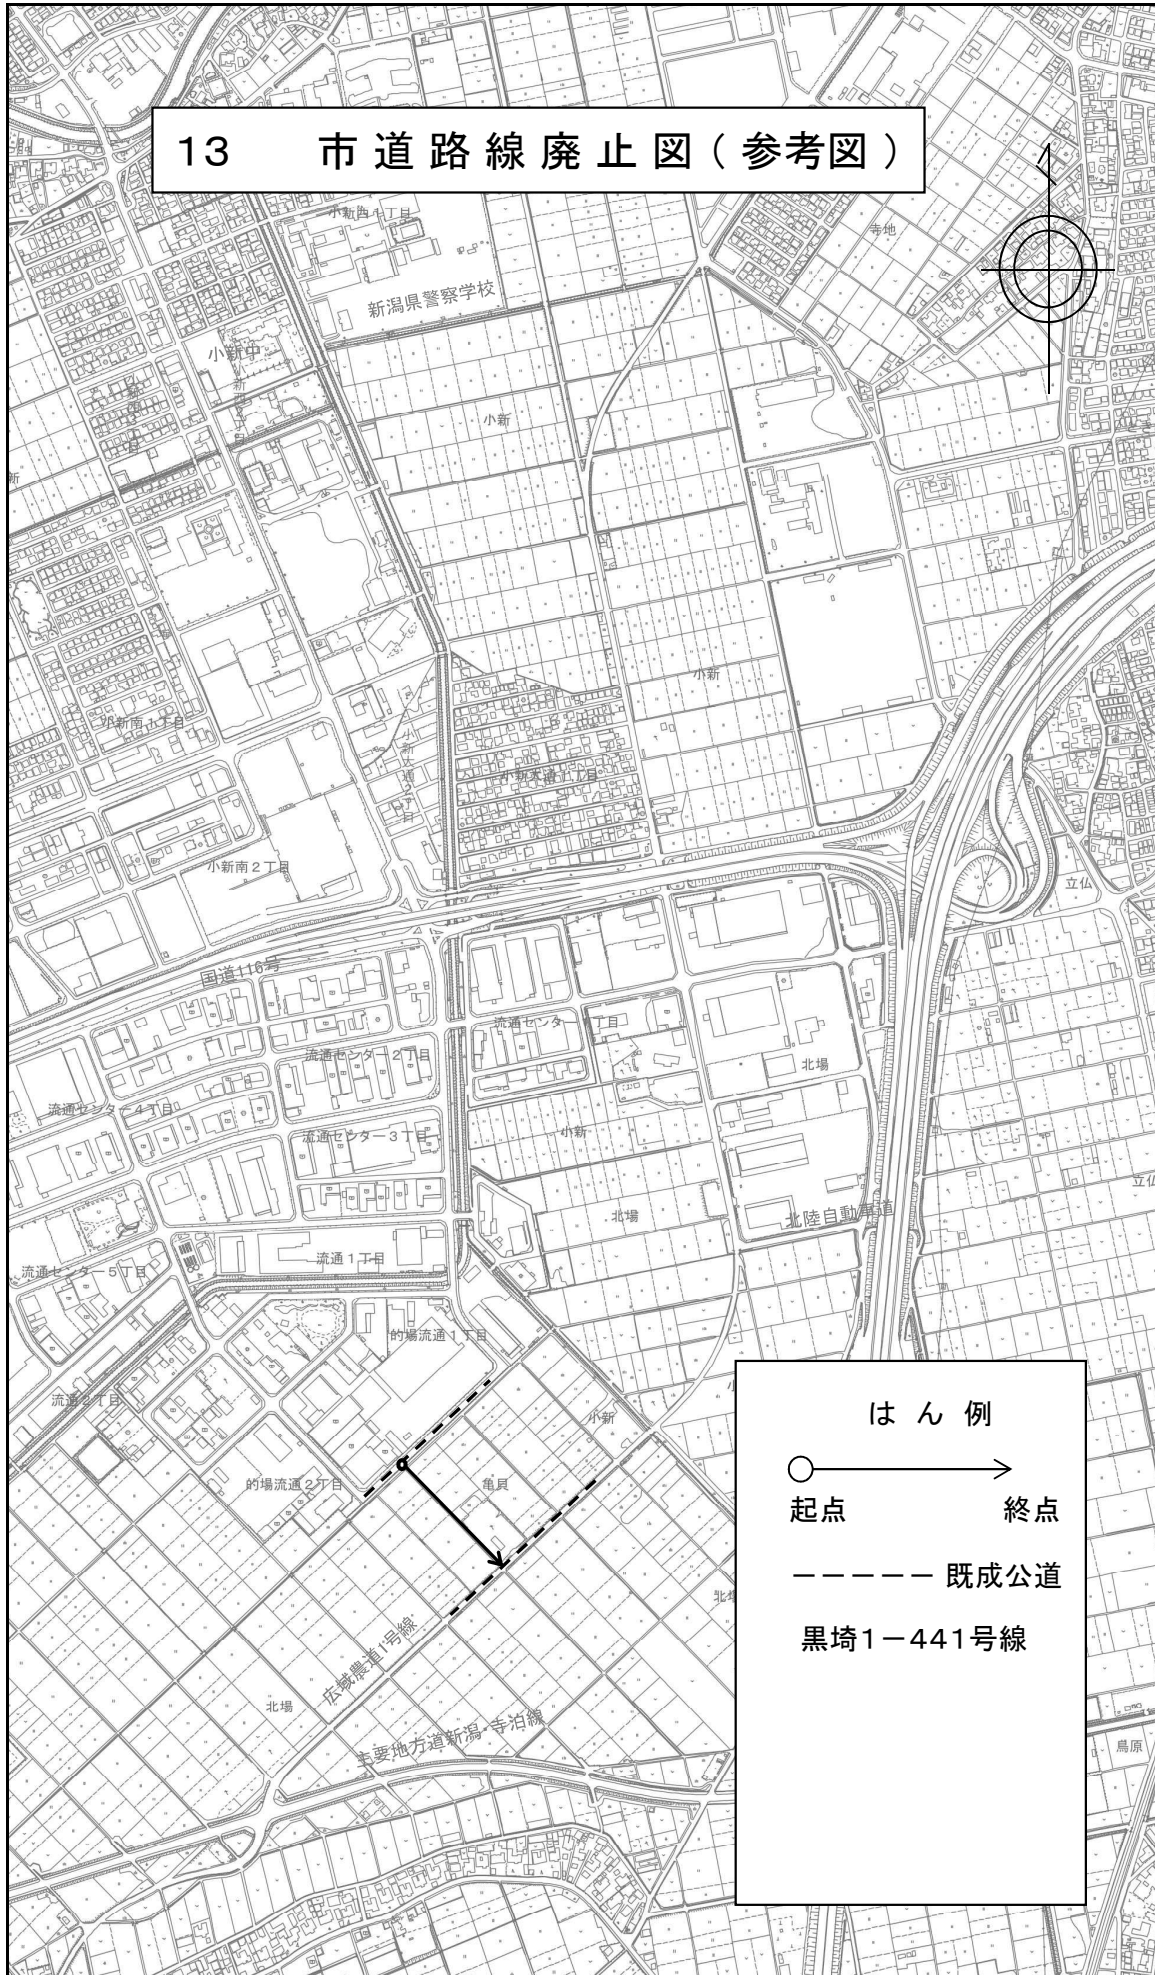 13　市道路線廃止図（参考図）
小新西1丁目
寺地
新潟県警察学校
小新中
小新
新
小新
小新南1丁目
小新大通2丁目
小新大通1丁目
小新南2丁目
立仏
国道116号
流通センター1丁目
流通センター2丁目
北場
流通センター4丁目
流通センター3丁目
小新
立仏
北場
北陸自動車道
流通1丁目
流通センター5丁目
的場流通1丁目
流通2丁目
小新
的場流通2丁目
亀貝
広域農道1号線
北場
主要地方道新潟・寺泊線
鳥原
はん例
起点　終点
－－－－－ 既成公道
黒埼1－441号線